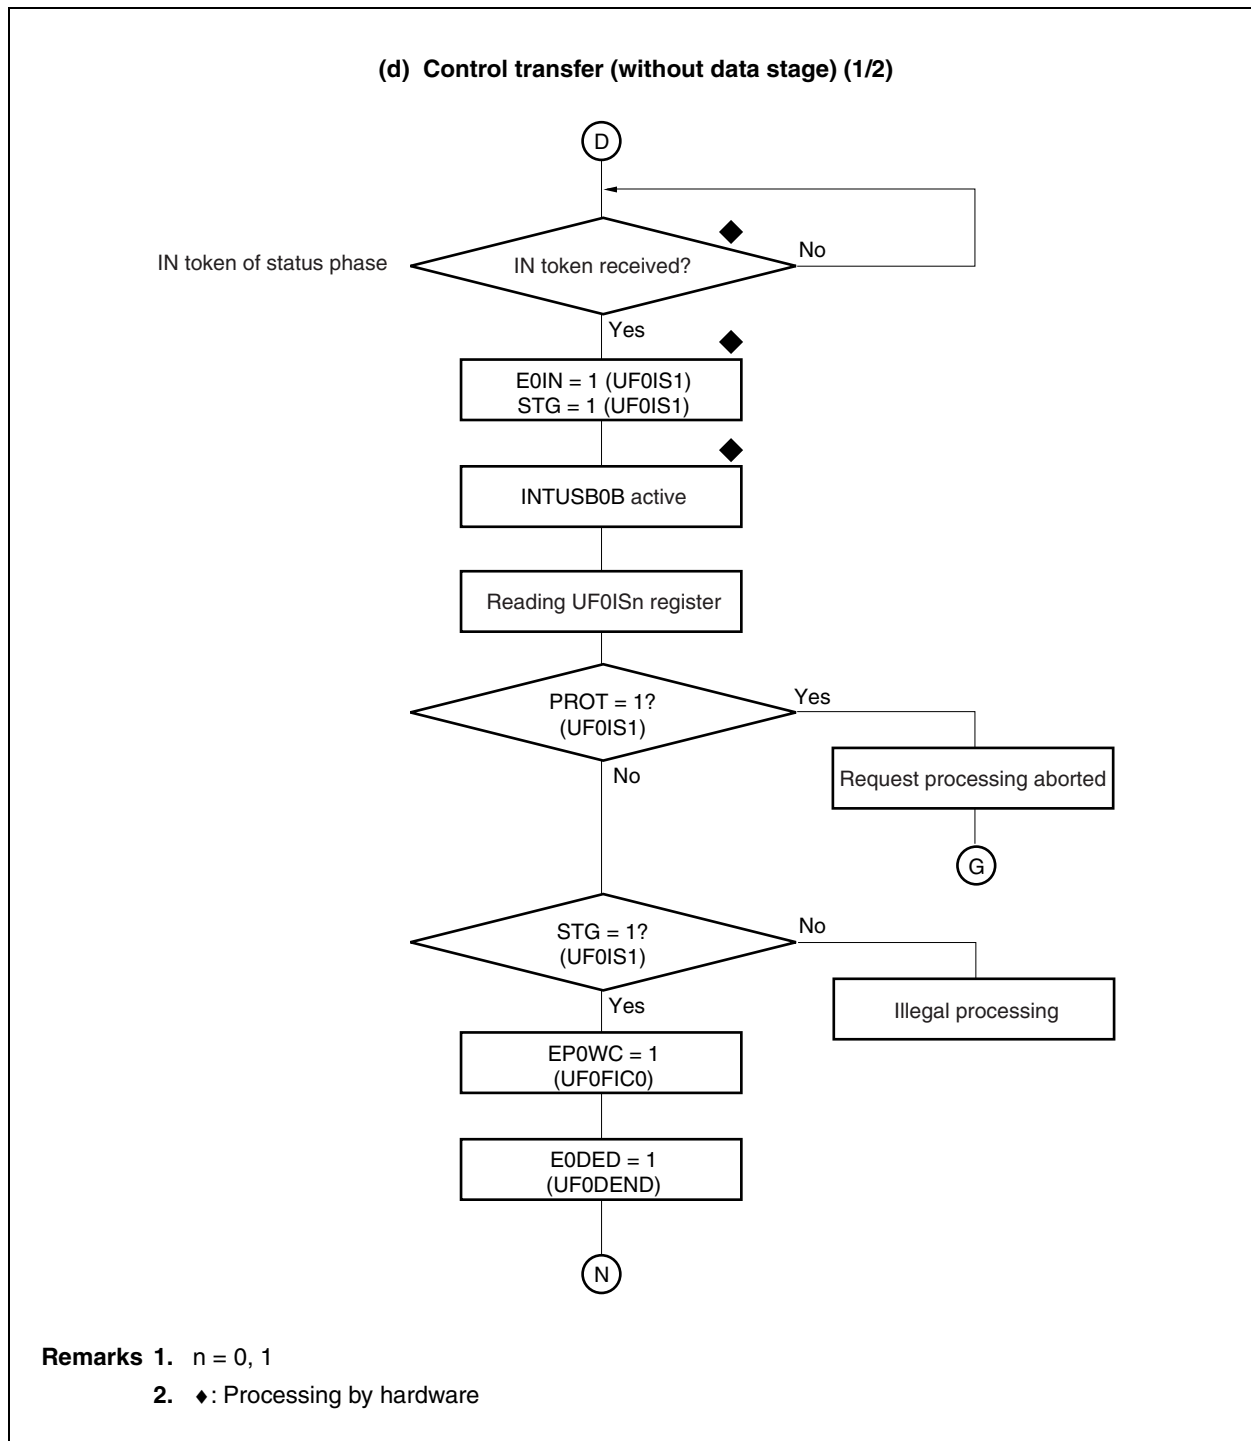 (d) Control transfer (without data stage) (1/2)
D
IN token of status phase
IN token received?
No
Yes
◆
◆
E0IN = 1 (UF0IS1)
STG = 1 (UF0IS1)
◆
INTUSB0B active
Reading UF0ISn register
PROT = 1?
(UF0IS1)
Yes
No
Request processing aborted
G
STG = 1?
(UF0IS1)
No
Yes
Illegal processing
EP0WC = 1
(UF0FIC0)
E0DED = 1
(UF0DEND)
N
Remarks 1. n = 0, 1
2. ♦: Processing by hardware